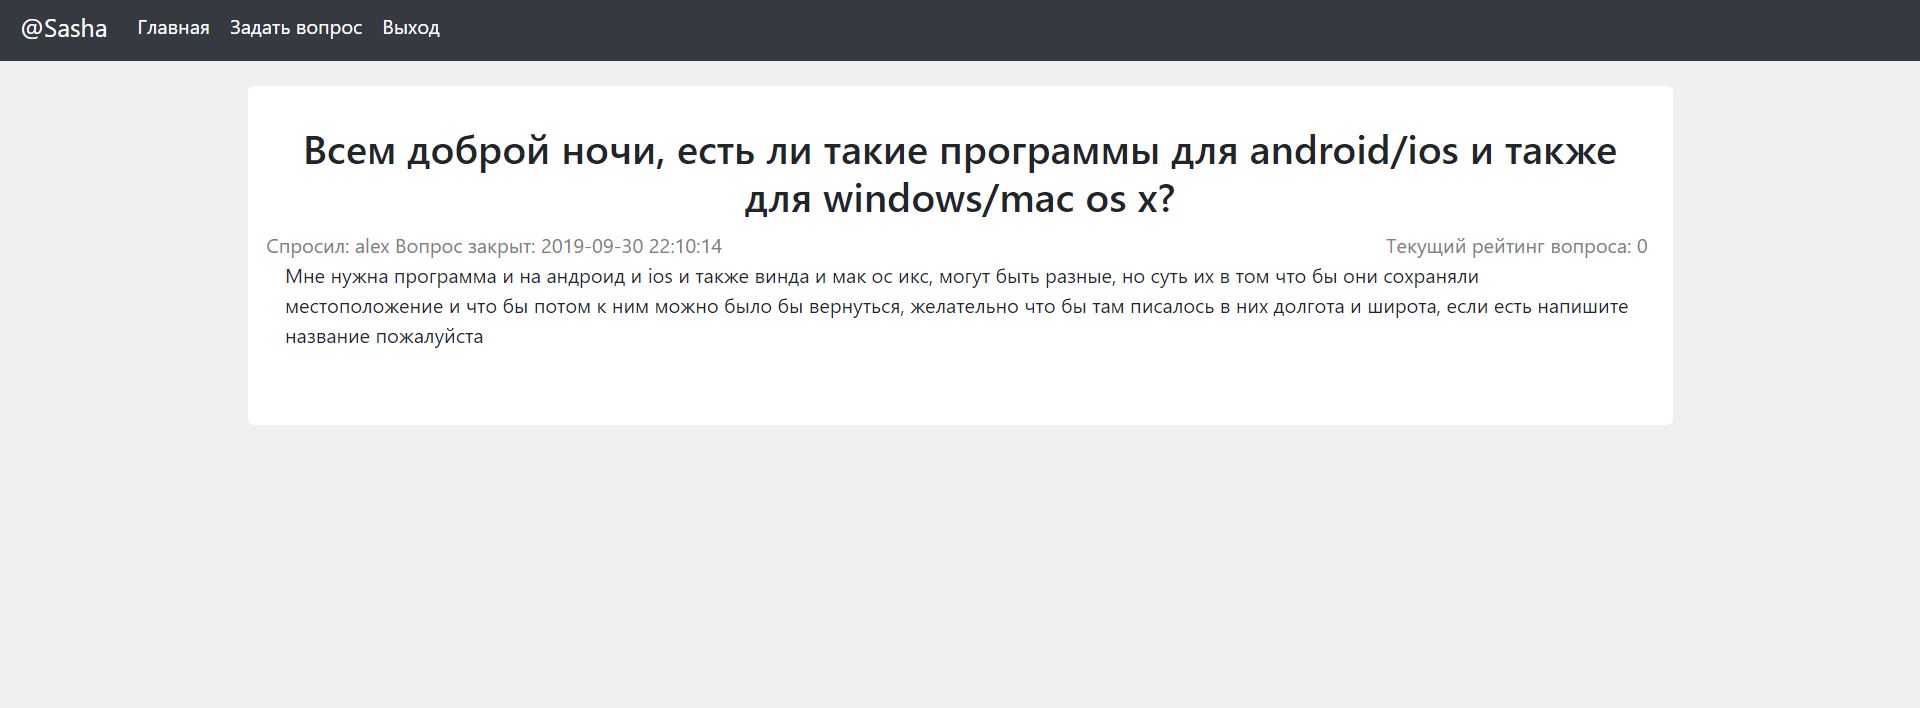 @Sasha Главная Задать вопрос Выход
Всем доброй ночи, есть ли такие программы для android/ios и также
для windows/mac os x?
Спросил: alex Вопрос закрыт: 2019-09-30 22:10:14 Текущий рейтинг вопроса: 0
Мне нужна программа и на андроид и ios и также винда и мак ос икс, могут быть разные, но суть их в том что бы они сохраняли
местоположение и что бы потом к ним можно было бы вернуться, желательно что бы там писалось в них долгота и широта, если есть напишите
название пожалуйста